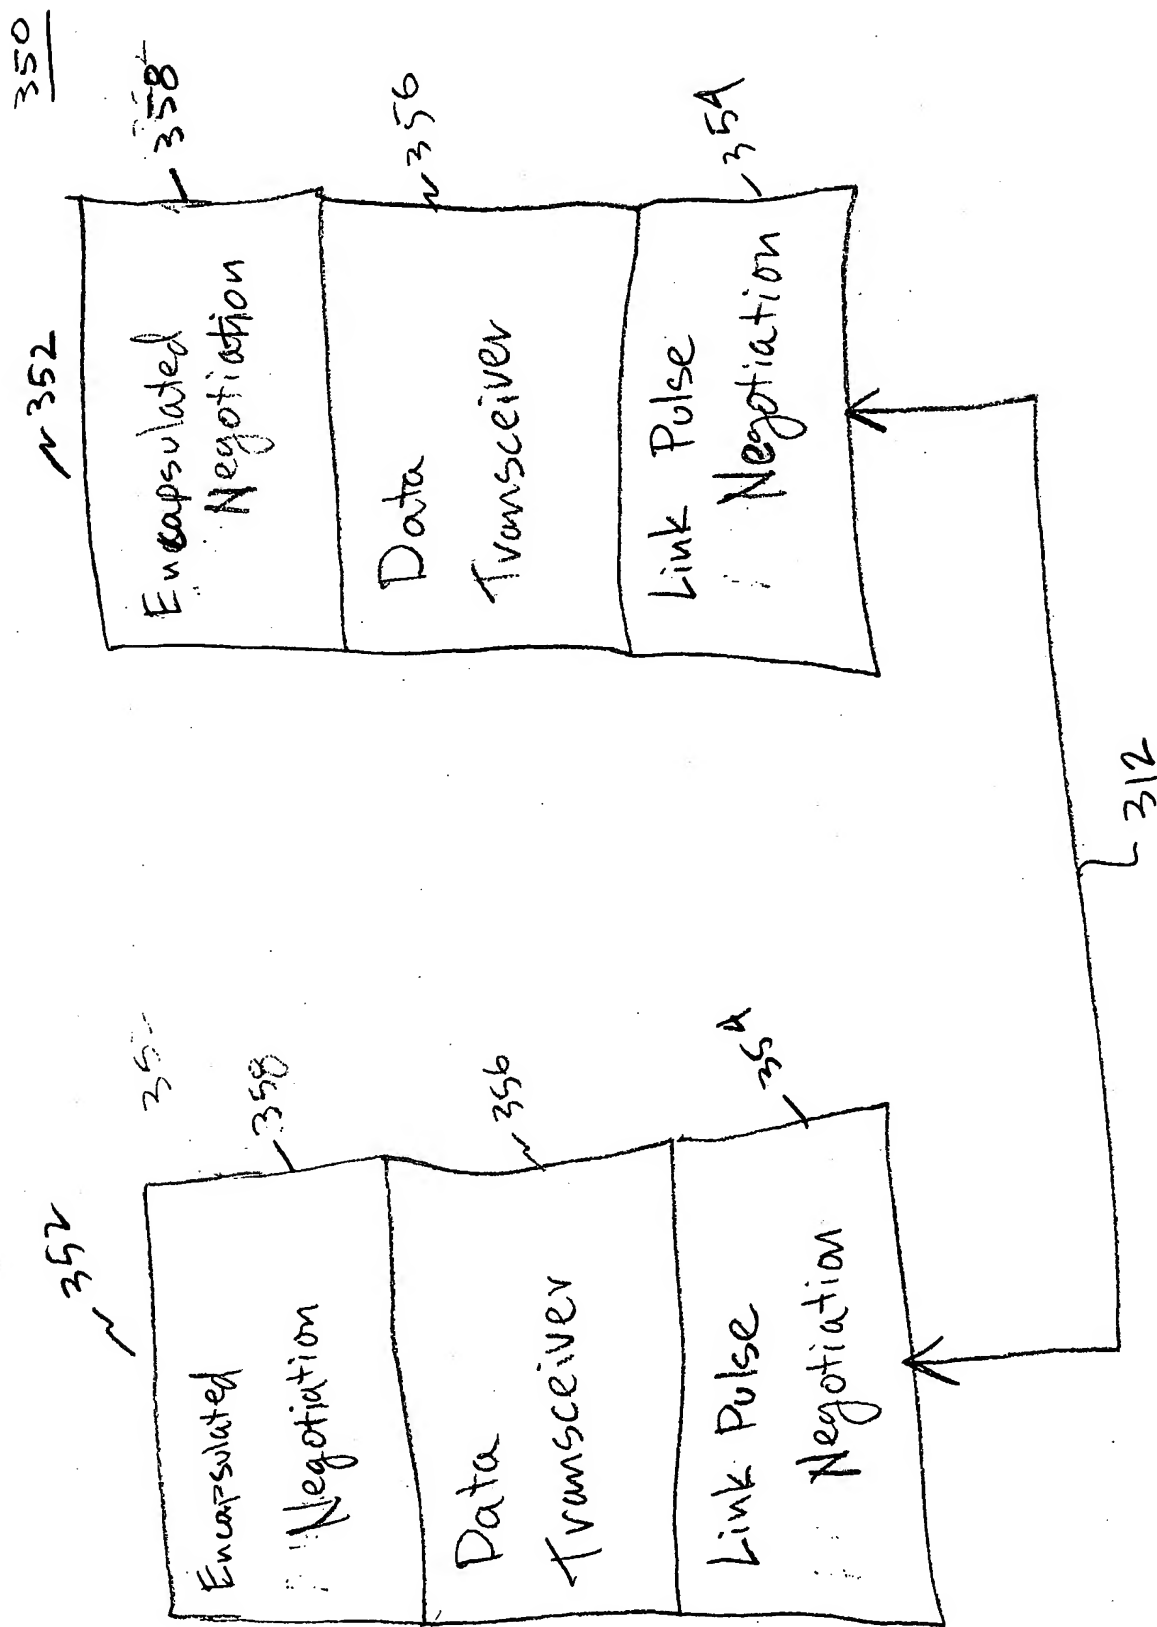 350
352
Encapsulated
Negotiation
358
Data
Transceiver
356
Link Pulse
Negotiation
354
352
35
Encapsulated
Negotiation
358
Data
Transceiver
356
Link Pulse
Negotiation
354
312